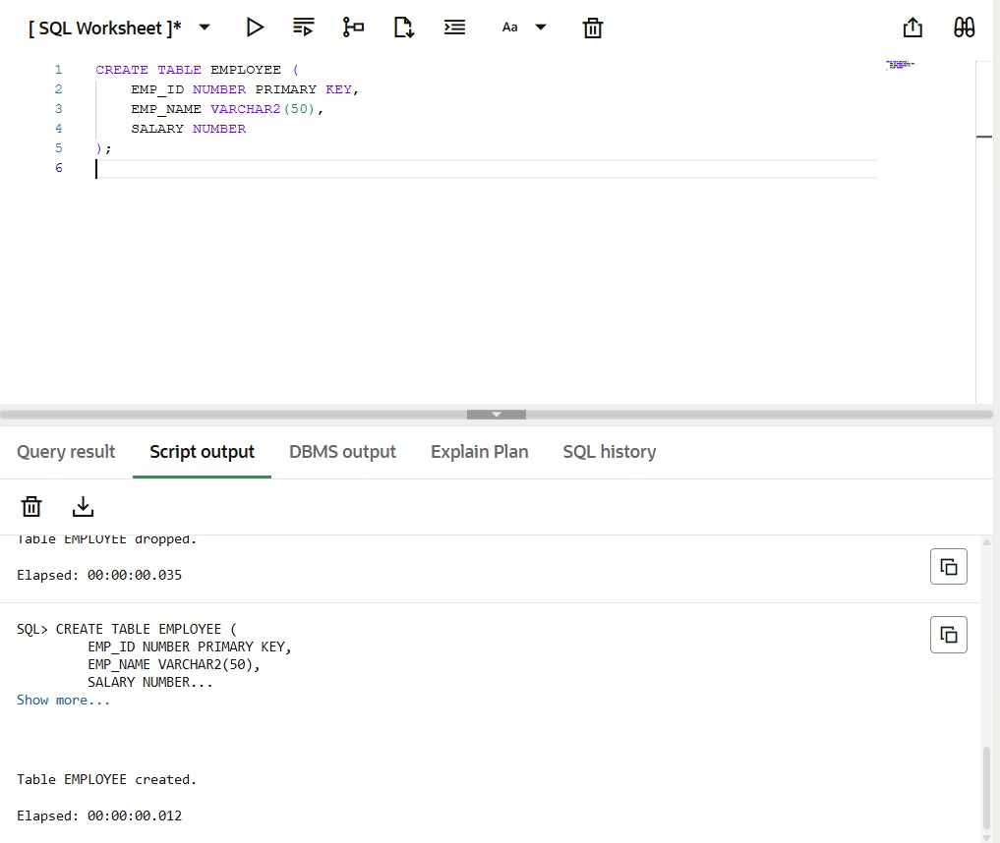 [ SQL Worksheet ]*
Aa
1 CREATE TABLE EMPLOYEE (
2 EMP_ID NUMBER PRIMARY KEY,
3 EMP_NAME VARCHAR2(50),
4 SALARY NUMBER
5 );
6
Query result Script output DBMS output Explain Plan SQL history
Table EMPLOYEE dropped.
Elapsed: 00:00:00.035
SQL> CREATE TABLE EMPLOYEE (
EMP_ID NUMBER PRIMARY KEY,
EMP_NAME VARCHAR2(50),
SALARY NUMBER...
Show more...
Table EMPLOYEE created.
Elapsed: 00:00:00.012